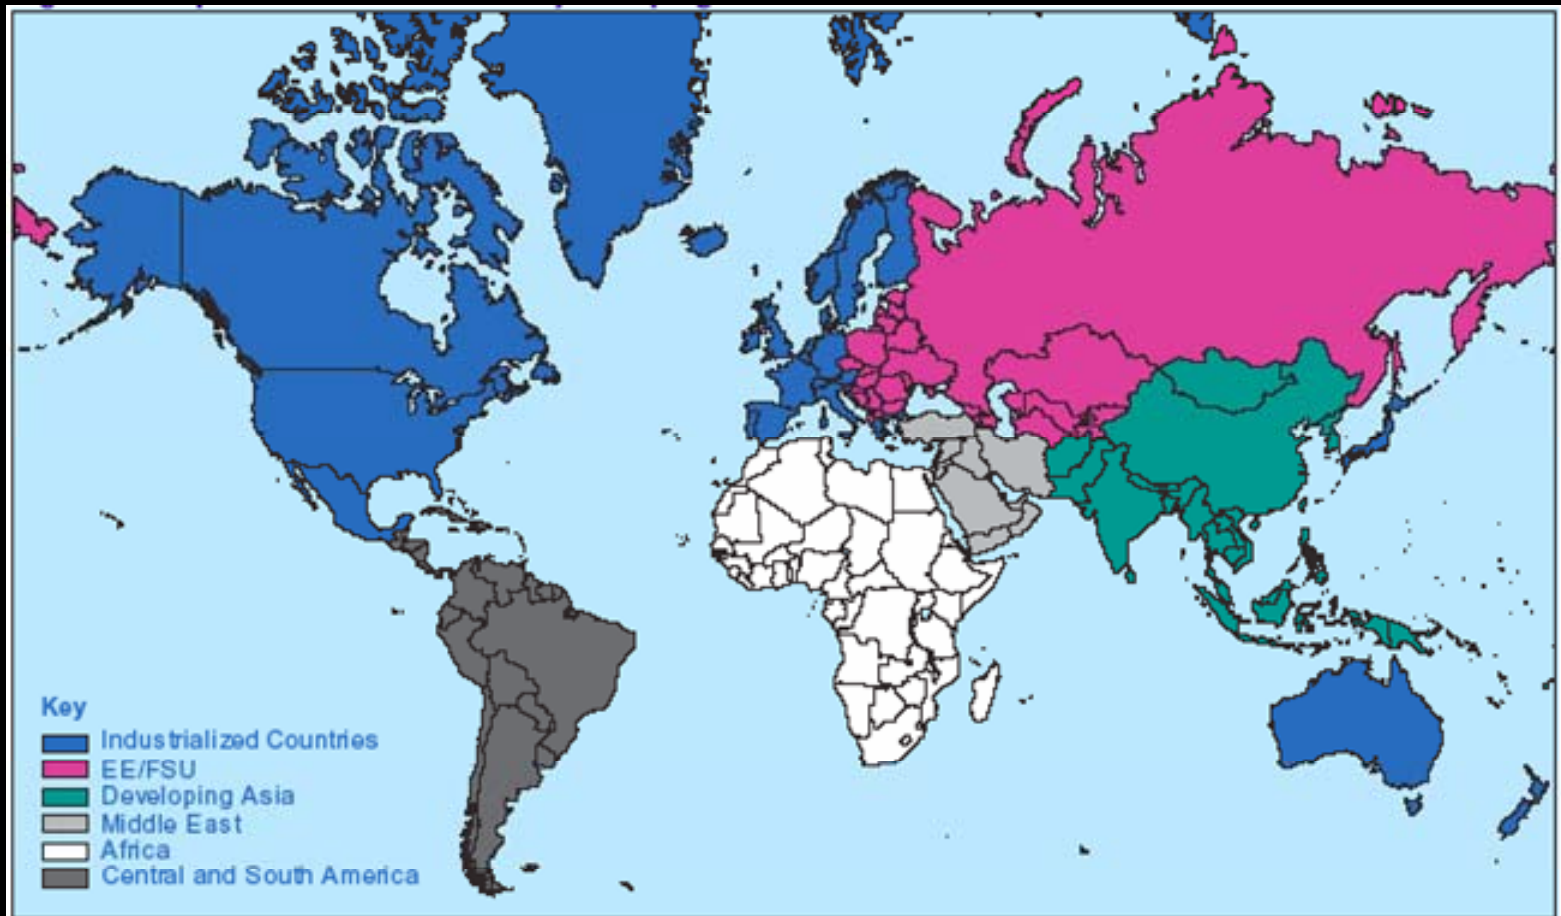 Key
Industrialized Countries
EE/FSU
Developing Asia
Middle East
Africa
Central and South America